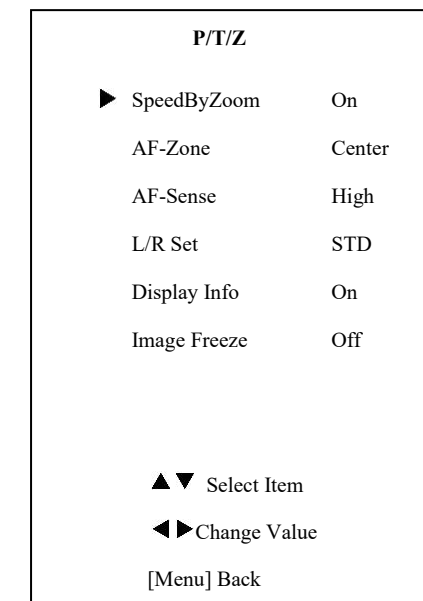 P/T/Z
▶ SpeedByZoom On
AF-Zone Center
AF-Sense High
L/R Set STD
Display Info On
Image Freeze Off
▲ ▼ Select Item
◀ ▶ Change Value
[Menu] Back